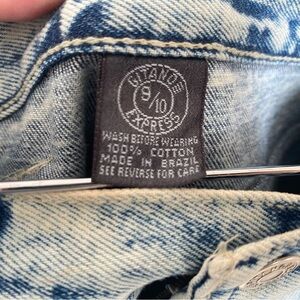 GITANO®
9/10
EXPRESS
WASH BEFORE WEARING
100% COTTON
MADE IN BRAZIL
SEE REVERSE FOR CARE